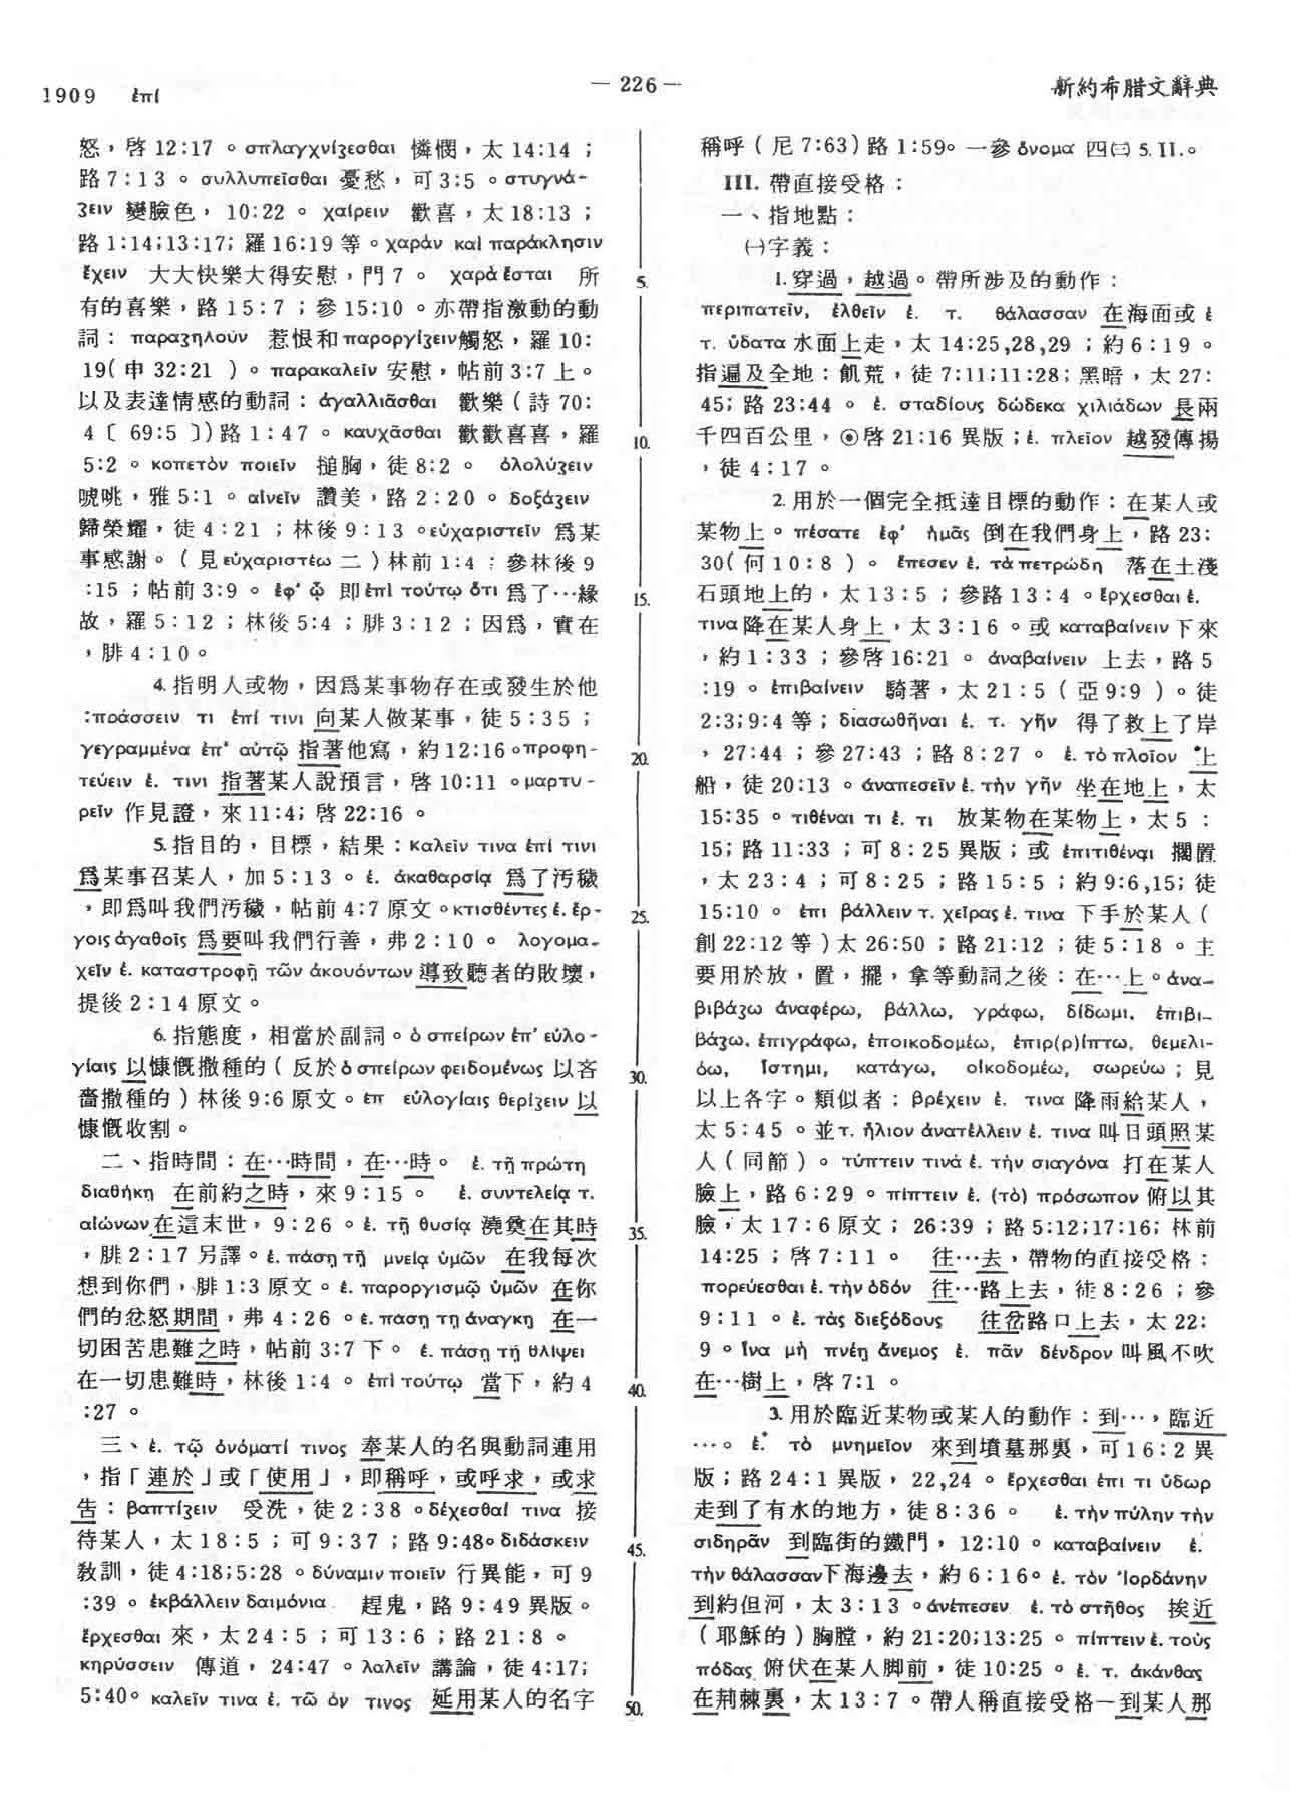 1909 ἐπί
— 226 —
新約希腊文辭典
怒，啓 12:17 。σπλαγχνίζεσθαι 憐憫，太 14:14 ；
路 7:13 。συλλυπεῖσθαι 憂愁，可 3:5 。στυγνά-
ζειν 變臉色， 10:22 。 χαίρειν 歡喜，太 18:13 ；
路 1:14;13:17; 羅 16:19 等。χαρὰν καὶ παράκλησιν
ἔχειν 大大快樂大得安慰，門 7 。 χαρὰ ἔσται 所
有的喜樂，路 15:7 ；參 15:10 。亦帶指激動的動
詞： παραζηλοῦν 惹恨和 παροργίζειν 觸怒，羅 10:
19( 申 32:21 ) 。παρακαλεῖν 安慰，帖前 3:7 上。
以及表達情感的動詞：ἀγαλλιᾶσθαι 歡樂（詩 70:
4〔 69:5 〕）路 1:47 。καυχᾶσθαι 歡歡喜喜，羅
5:2 。κοπετὸν ποιεῖν 搥胸，徒 8:2 。 ὀλολύζειν
號咷，雅 5:1 。αἰνεῖν 讚美，路 2:20 。δοξάζειν
歸榮耀，徒 4:21 ；林後 9:13 。εὐχαριστεῖν 爲某
事感謝。（見 εὐχαριστέω 二）林前 1:4 ；參林後 9
:15 ；帖前 3:9 。ἐφ' ᾧ 即 ἐπὶ τούτῳ ὅτι 爲了…緣
故，羅 5:12 ；林後 5:4 ；腓 3:12 ；因爲，實在
，腓 4:10 。
4. 指明人或物，因爲某事物存在或發生於他
:πράσσειν τι ἐπί τινι 向某人做某事，徒 5:35 ；
γεγραμμένα ἐπ' αὐτῷ 指著他寫，約 12:16 。προφη-
τεύειν ἐ. τινι 指著某人說預言，啓 10:11 。μαρτυ-
ρεῖν 作見證，來 11:4; 啓 22:16 。
5. 指目的，目標，結果：καλεῖν τινα ἐπί τινι
爲某事召某人，加 5:13 。ἐ. ἀκαθαρσίᾳ 爲了汚穢
，即爲叫我們汚穢，帖前 4:7 原文。κτισθέντες ἐ. ἔρ-
γοις ἀγαθοῖς 爲要叫我們行善，弗 2:10 。 λογομα-
χεῖν ἐ. καταστροφῇ τῶν ἀκουόντων 導致聽者的敗壞，
提後 2:14 原文。
6. 指態度，相當於副詞。ὁ σπείρων ἐπ' εὐλο-
γίαις 以慷慨撒種的（反於 ὁ σπείρων φειδομένως 以吝
嗇撒種的）林後 9:6 原文。ἐπ εὐλογίαις θερίζειν 以
慷慨收割。
二、指時間：在…時間，在…時。 ἐ. τῇ πρώτη
διαθήκη 在前約之時，來 9:15 。 ἐ. συντελείᾳ τ.
αἰώνων 在這末世， 9:26 。ἐ. τῇ θυσίᾳ 澆奠在其時
，腓 2:17 另譯。ἐ. πάσῃ τῇ μνείᾳ ὑμῶν 在我每次
想到你們，腓 1:3 原文。ἐ. παροργισμῷ ὑμῶν 在你
們的忿怒期間，弗 4:26 。ἐ. πάσῃ τῇ ἀναγκῃ 在一
切困苦患難之時，帖前 3:7 下。 ἐ. πάσῃ τῇ θλίψει
在一切患難時，林後 1:4 。ἐπὶ τούτῳ 當下，約 4
:27 。
三、ἐ. τῷ ὀνόματί τινος 奉某人的名與動詞連用
，指「連於」或「使用」，即稱呼，或呼求，或求
告：βαπτίζειν 受洗，徒 2:38 。δέχεσθαί τινα 接
待某人，太 18:5 ；可 9:37 ；路 9:48。διδάσκειν
教訓，徒 4:18;5:28 。δύναμιν ποιεῖν 行異能，可 9
:39 。ἐκβάλλειν δαιμόνια 趕鬼，路 9:49 異版。
ἔρχεσθαι 來，太 24:5 ；可 13:6 ；路 21:8 。
κηρύσσειν 傳道， 24:47 。λαλεῖν 講論，徒 4:17;
5:40。καλεῖν τινα ἐ. τῶ ὀν τινος 延用某人的名字
5.
10.
15.
20.
25.
30.
35.
40.
45.
50.
稱呼（尼 7:63）路 1:59。—參 ὄνομα 四㈢ 5. II.。
III. 帶直接受格：
一、指地點：
㈠字義：
1. 穿過，越過。帶所涉及的動作：
περιπατεῖν, ἐλθεῖν ἐ. τ. θάλασσαν 在海面或 ἐ
τ. ὕδατα 水面上走，太 14:25,28,29 ；約 6:19 。
指遍及全地：飢荒，徒 7:11;11:28; 黑暗，太 27:
45; 路 23:44 。 ἐ. σταδίους δώδεκα χιλιάδων 長兩
千四百公里，⊙啓 21:16 異版；ἐ. πλεῖον 越發傳揚
，徒 4:17 。
2. 用於一個完全抵達目標的動作：在某人或
某物上。πέσατε ἐφ' ἡμᾶς 倒在我們身上，路 23:
30( 何 10:8 ) 。 ἔπεσεν ἐ. τὰ πετρώδη 落在土淺
石頭地上的，太 13:5 ；參路 13:4 。ἔρχεσθαι ἐ.
τινα 降在某人身上，太 3:16 。或 καταβαίνειν 下來
，約 1:33 ；參啓 16:21 。ἀναβαίνειν 上去，路 5
:19 。ἐπιβαίνειν 騎著，太 21:5（亞 9:9 ）。徒
2:3;9:4 等；διασωθῆναι ἐ. τ. γῆν 得了救上了岸
，27:44 ；參 27:43 ；路 8:27 。 ἐ. τὸ πλοῖον 上
船，徒 20:13 。ἀναπεσεῖν ἐ. τὴν γῆν 坐在地上，太
15:35 。τιθέναι τι ἐ. τι 放某物在某物上，太 5 :
15; 路 11:33 ；可 8:25 異版；或 ἐπιτιθέναι 擱置
，太 23:4 ；可 8:25 ；路 15:5 ；約 9:6,15; 徒
15:10 。 ἐπι βάλλειν τ. χεῖρας ἐ. τινα 下手於某人（
創 22:12 等）太 26:50 ；路 21:12 ；徒 5:18 。主
要用於放，置，擺，拿等動詞之後：在…上。ἀνα-
βιβάζω ἀναφέρω, βάλλω, γράφω, δίδωμι, ἐπιβι-
βάζω, ἐπιγράφω, ἐποικοδομέω, ἐπιρ(ρ)ίπτω, θεμελι-
όω, ἵστημι, κατάγω, οἰκοδομέω, σωρεύω ；見
以上各字。類似者：βρέχειν ἐ. τινα 降雨給某人，
太 5:45 。並 τ. ἥλιον ἀνατέλλειν ἐ. τινα 叫日頭照某
人（同節）。τύπτειν τινά ἐ. τὴν σιαγόνα 打在某人
臉上，路 6:29 。πίπτειν ἐ. (τὸ) πρόσωπον 俯以其
臉，太 17:6 原文； 26:39 ；路 5:12;17:16; 林前
14:25 ；啓 7:11 。 往…去，帶物的直接受格：
πορεύεσθαι ἐ. τὴν ὁδόν 往…路上去，徒 8:26 ；參
9:11 。ἐ. τὰς διεξόδους 往岔路口上去，太 22:
9 。ἵνα μὴ πνέῃ ἄνεμος ἐ. πᾶν δένδρον 叫風不吹
在…樹上，啓 7:1 。
3. 用於臨近某物或某人的動作：到…，臨近
…。 ἐ. τὸ μνημεῖον 來到墳墓那裏，可 16:2 異
版；路 24:1 異版， 22,24 。ἔρχεσθαι ἐπι τι ὕδωρ
走到了有水的地方，徒 8:36 。 ἐ. τὴν πύλην τὴν
σιδηρᾶν 到臨街的鐵門， 12:10 。καταβαίνειν ἐ.
τὴν θάλασσαν 下海邊去，約 6:16。ἐ. τὸν 'Ιορδάνην
到約但河，太 3:13 。ἀνέπεσεν ἐ. τὸ στῆθος 挨近
（耶穌的）胸膛，約 21:20;13:25 。πίπτειν ἐ. τοὺς
πόδας 俯伏在某人脚前，徒 10:25 。ἐ. τ. ἀκάνθας
在荊棘裏，太 13:7 。帶人稱直接受格—到某人那